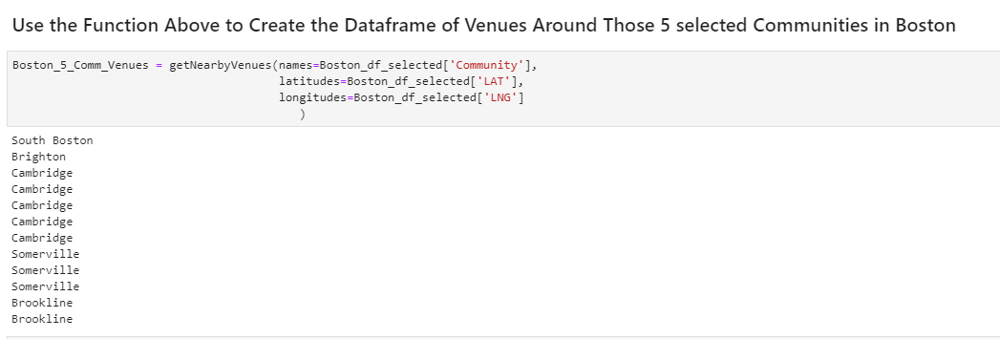 Use the Function Above to Create the Dataframe of Venues Around Those 5 selected Communities in Boston
Boston_5_Comm_Venues = getNearbyVenues(names=Boston_df_selected['Community'],
latitudes=Boston_df_selected['LAT'],
longitudes=Boston_df_selected['LNG']
)
South Boston
Brighton
Cambridge
Cambridge
Cambridge
Cambridge
Cambridge
Somerville
Somerville
Somerville
Brookline
Brookline